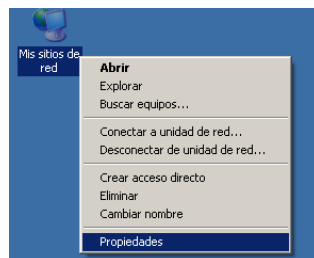 Mis sitios de
red
Abrir
Explorar
Buscar equipos...
Conectar a unidad de red...
Desconectar de unidad de red...
Crear acceso directo
Eliminar
Cambiar nombre
Propiedades